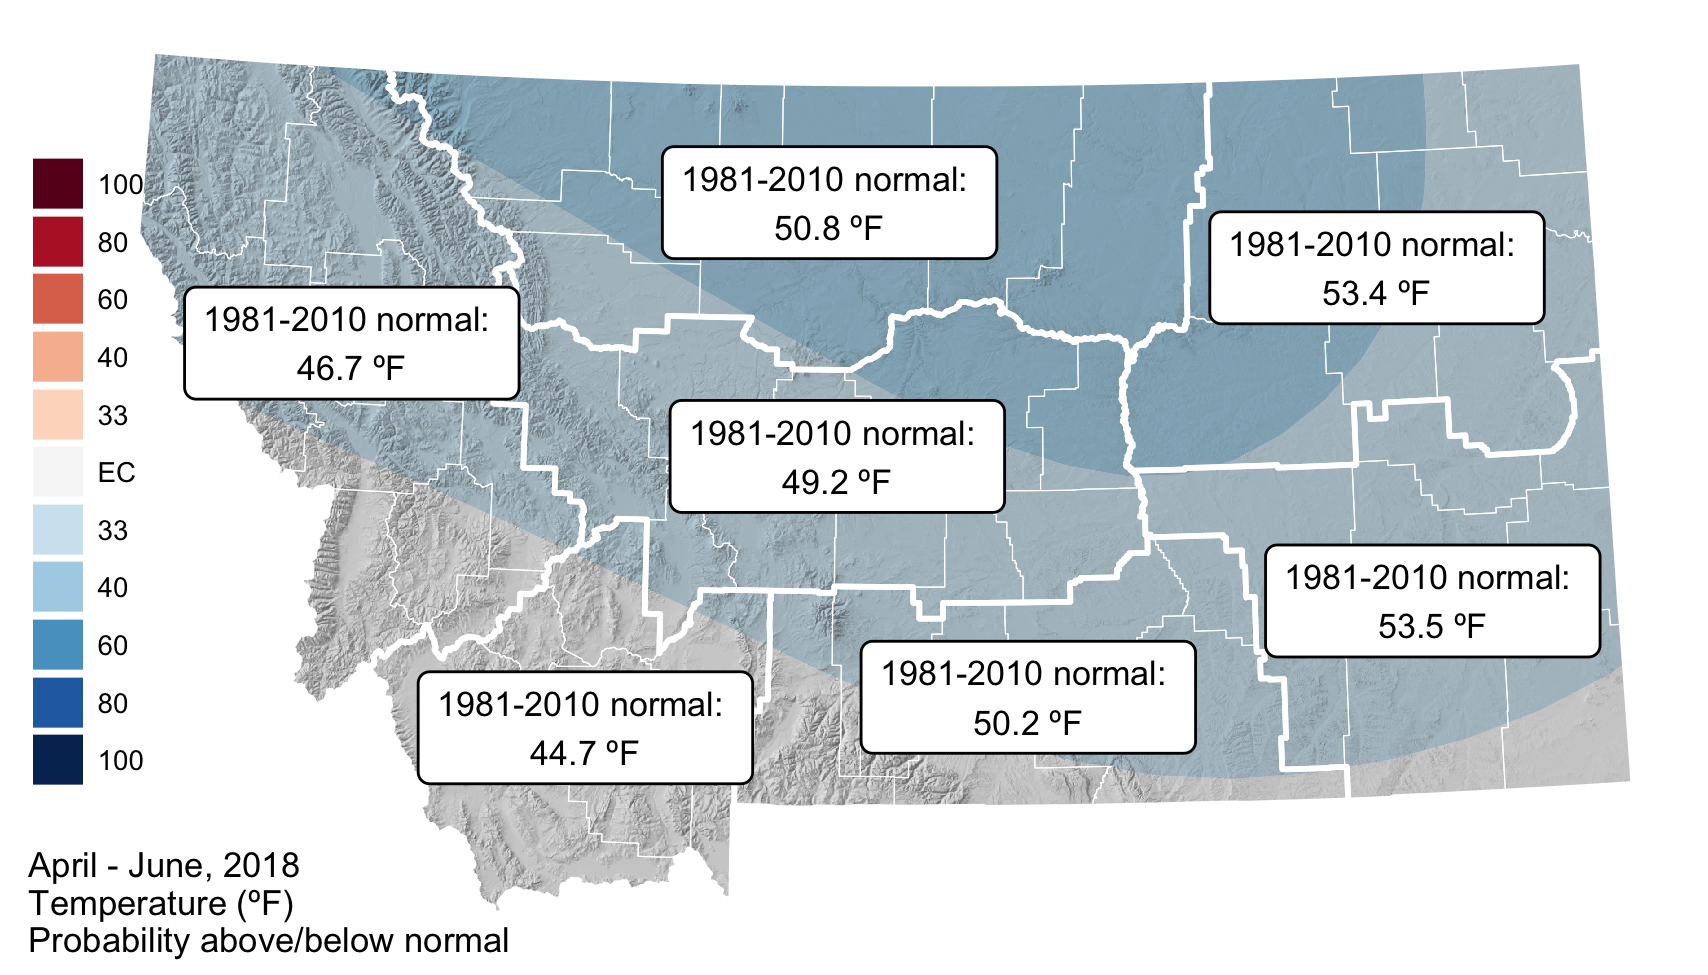 1981-2010 normal:
50.8 ºF
1981-2010 normal:
53.4 ºF
1981-2010 normal:
46.7 ºF
1981-2010 normal:
49.2 ºF
1981-2010 normal:
53.5 ºF
1981-2010 normal:
50.2 ºF
1981-2010 normal:
44.7 ºF
100
80
60
40
33
EC
33
40
60
80
100
April - June, 2018
Temperature (ºF)
Probability above/below normal